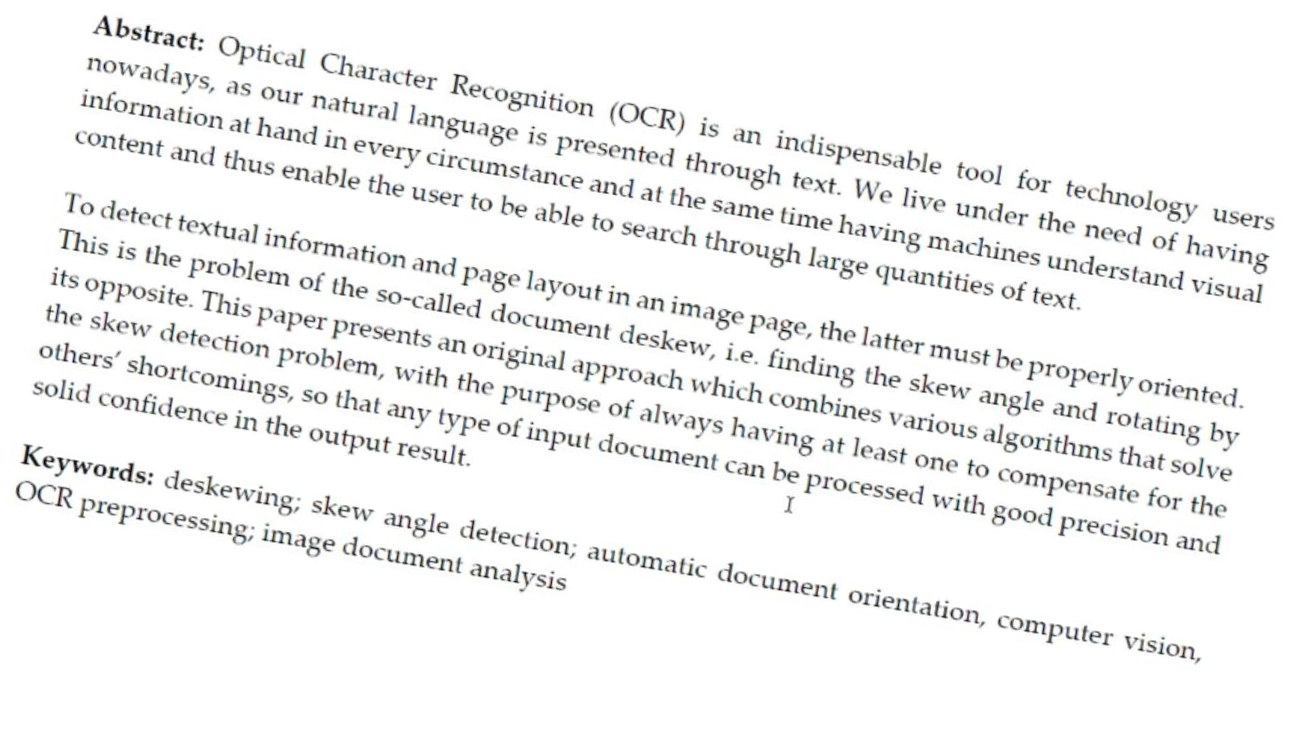 Abstract: Optical Character Recognition (OCR) is an indispensable tool for technology users
nowadays, as our natural language is presented through text. We live under the need of having
information at hand in every circumstance and at the same time having machines understand visual
content and thus enable the user to be able to search through large quantities of text.
To detect textual information and page layout in an image page, the latter must be properly oriented.
This is the problem of the so-called document deskew, i.e. finding the skew angle and rotating by
its opposite. This paper presents an original approach which combines various algorithms that solve
the skew detection problem, with the purpose of always having at least one to compensate for the
others’ shortcomings, so that any type of input document can be processed with good precision and
solid confidence in the output result.
Keywords: deskewing; skew angle detection; automatic document orientation, computer vision,
OCR preprocessing; image document analysis